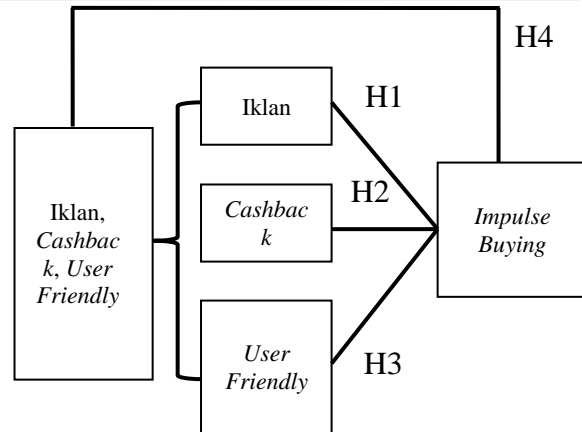 H4
Iklan
H1
Iklan,
Cashbac
k, User
Friendly
Cashbac
k
H2
Impulse
Buying
User
Friendly
H3